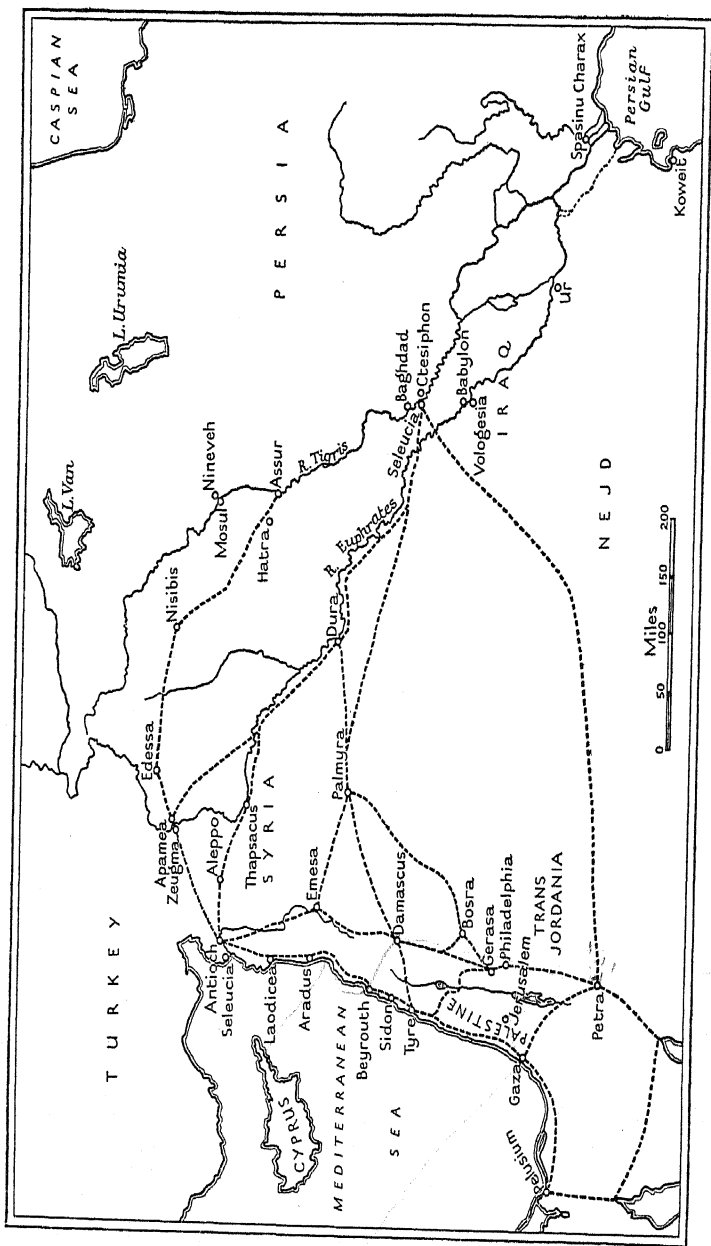 CASPIAN
SEA
TURKEY
L. Van
L. Urumia
PERSIA
Edessa
Nisibis
Nineveh
Mosul
Assur
Hatra
R. Tigris
Apamea
Zeugma
Antioch
Seleucia
Aleppo
Thapsacus
SYRIA
Laodicea
Aradus
Emesa
CYPRUS
MEDITERRANEAN
SEA
Beyrouth
Sidon
Tyre
Damascus
Palmyra
Dura
R. Euphrates
Baghdad
Seleucia
Ctesiphon
Babylon
Vologesia
IRAQ
Ur
Spasinu Charax
Persian
Gulf
Koweit
Bosra
Gerasa
Philadelphia
TRANS
JORDANIA
Jerusalem
PALESTINE
Gaza
Pelusium
Petra
NEJD
Miles
0 50 100 150 200